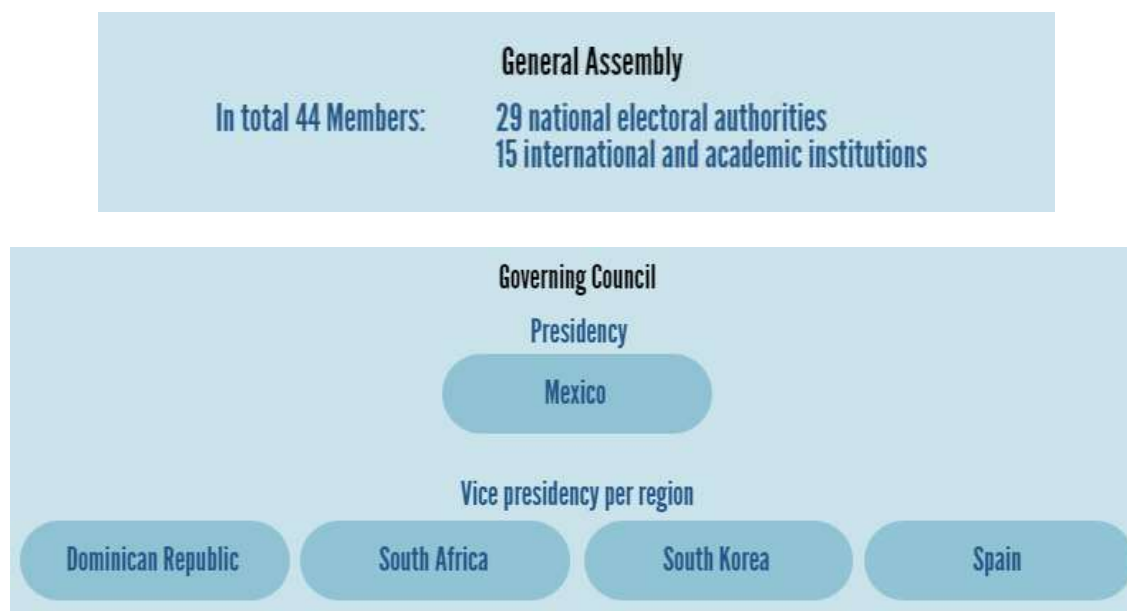 General Assembly
In total 44 Members: 29 national electoral authorities
15 international and academic institutions
Governing Council
Presidency
Mexico
Vice presidency per region
Dominican Republic South Africa South Korea Spain